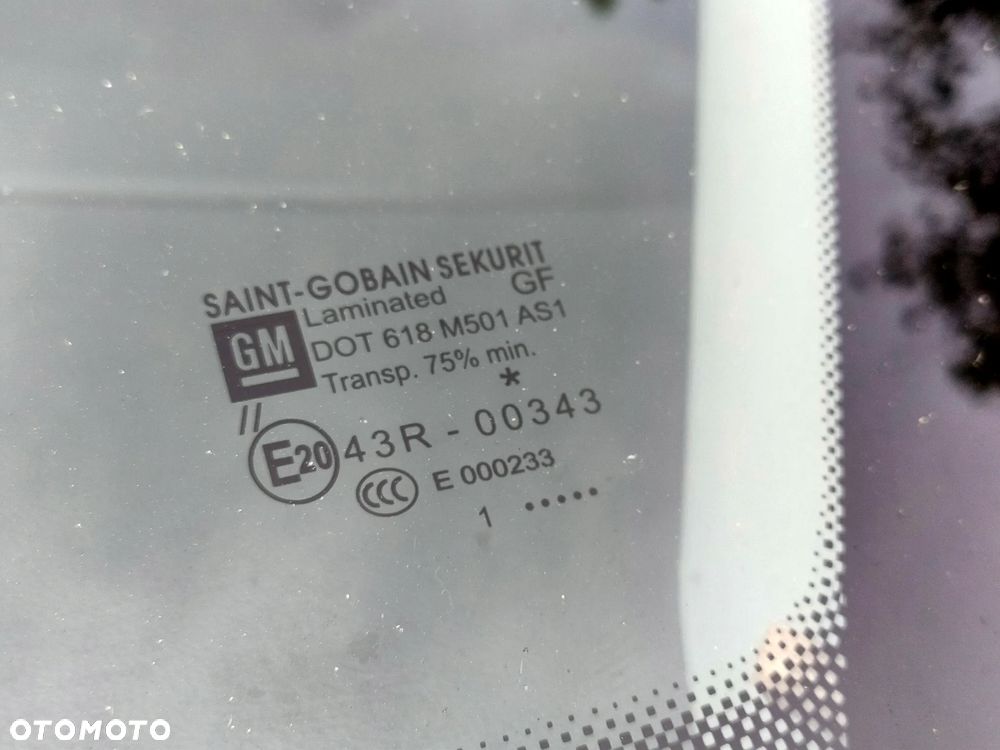 SAINT-GOBAIN SEKURIT
Laminated GF
GM
DOT 618 M501 AS1
Transp. 75% min.
*
//
E20 43R - 00343
CCC E 000233
1 •••••
OTOMOTO